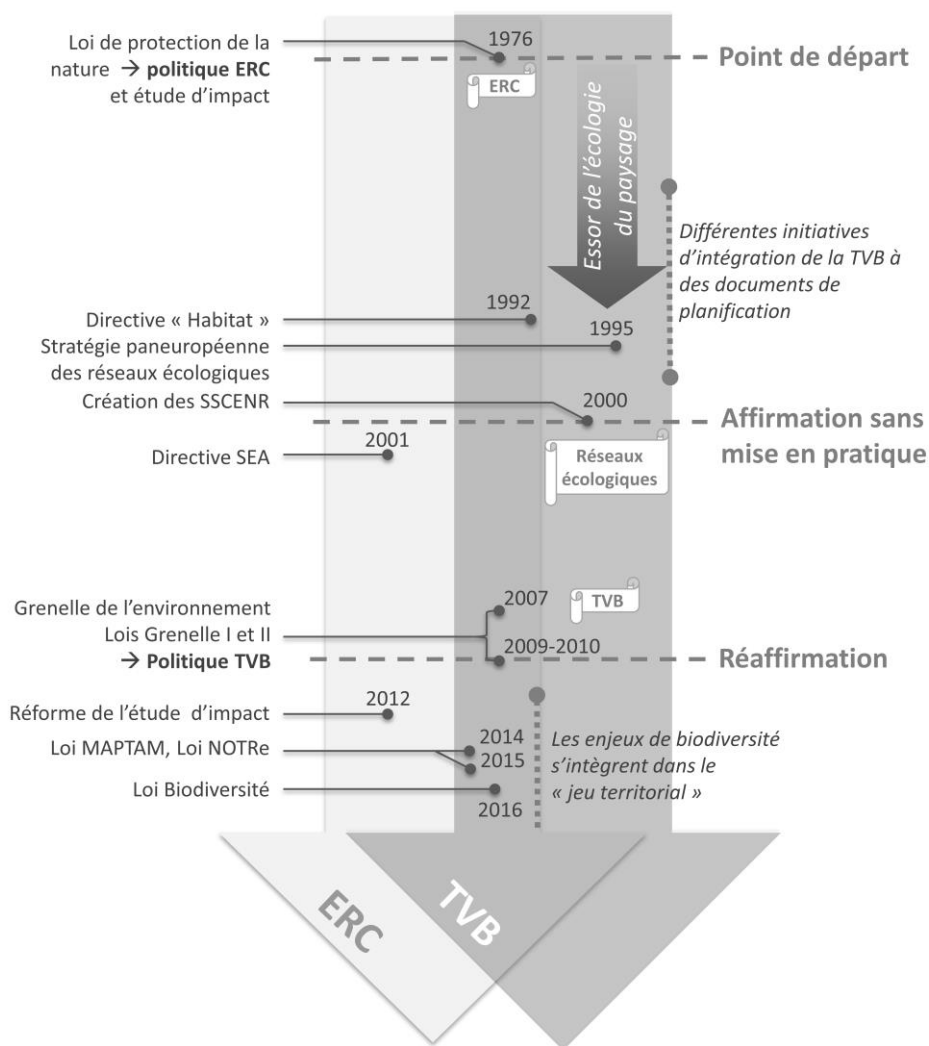 1976
Loi de protection de la
nature → politique ERC
et étude d’impact
Point de départ
ERC
Essor de l’écologie
du paysage
Différentes initiatives
d’intégration de la TVB à
des documents de
planification
1992
Directive « Habitat »
1995
Stratégie paneuropéenne
des réseaux écologiques
Création des SSCENR
2000
Affirmation sans
mise en pratique
2001
Directive SEA
Réseaux
écologiques
2007
TVB
Grenelle de l’environnement
Lois Grenelle I et II
→ Politique TVB
2009-2010
Réaffirmation
2012
Réforme de l’étude d’impact
2014
Loi MAPTAM, Loi NOTRe
2015
Loi Biodiversité
2016
Les enjeux de biodiversité
s’intègrent dans le
« jeu territorial »
ERC
TVB